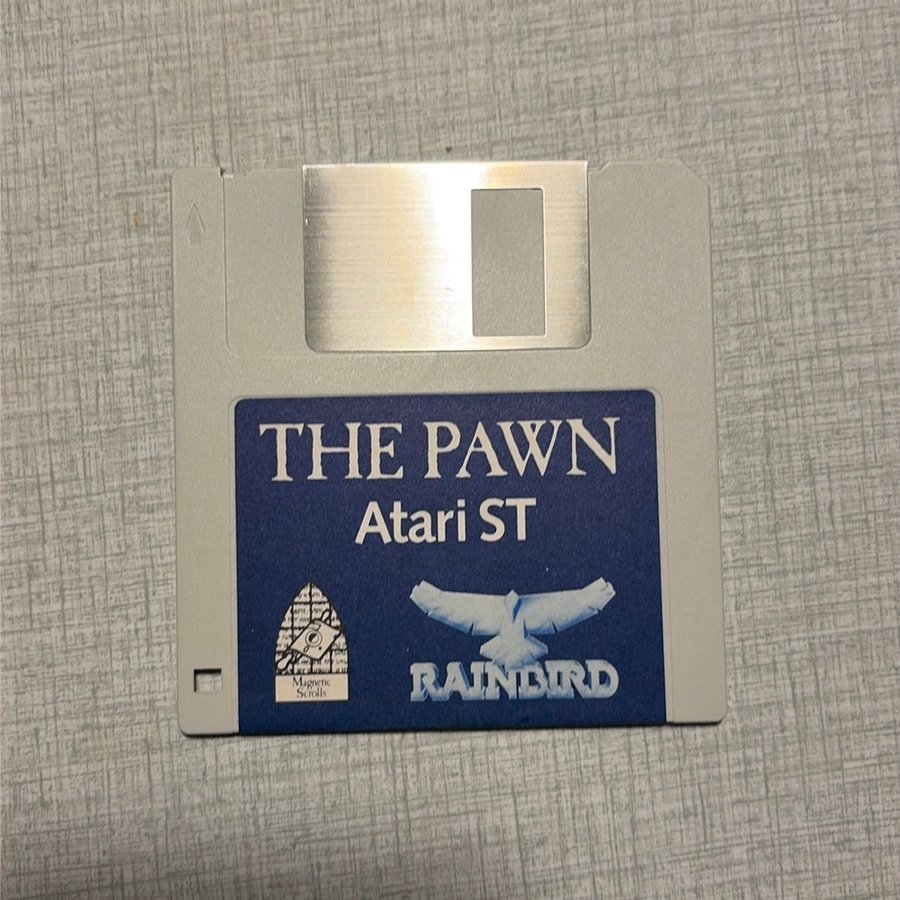 THE PAWN
Atari ST
Magnetic
Scrolls
RAINBIRD